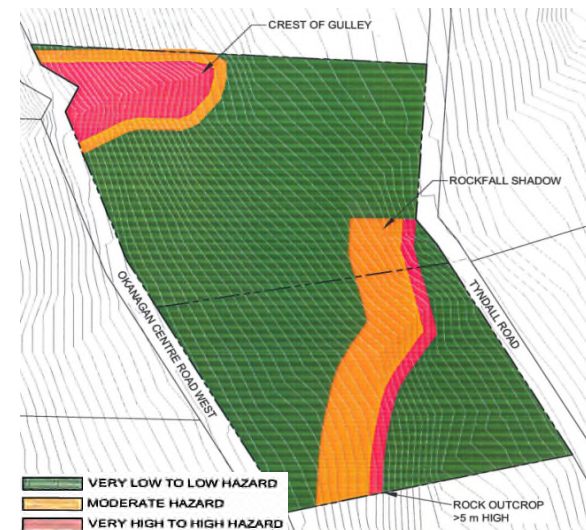 CREST OF GULLEY
ROCKFALL SHADOW
OKANAGAN CENTRE ROAD WEST
TYNDALL ROAD
VERY LOW TO LOW HAZARD
MODERATE HAZARD
VERY HIGH TO HIGH HAZARD
ROCK OUTCROP
>5 m HIGH